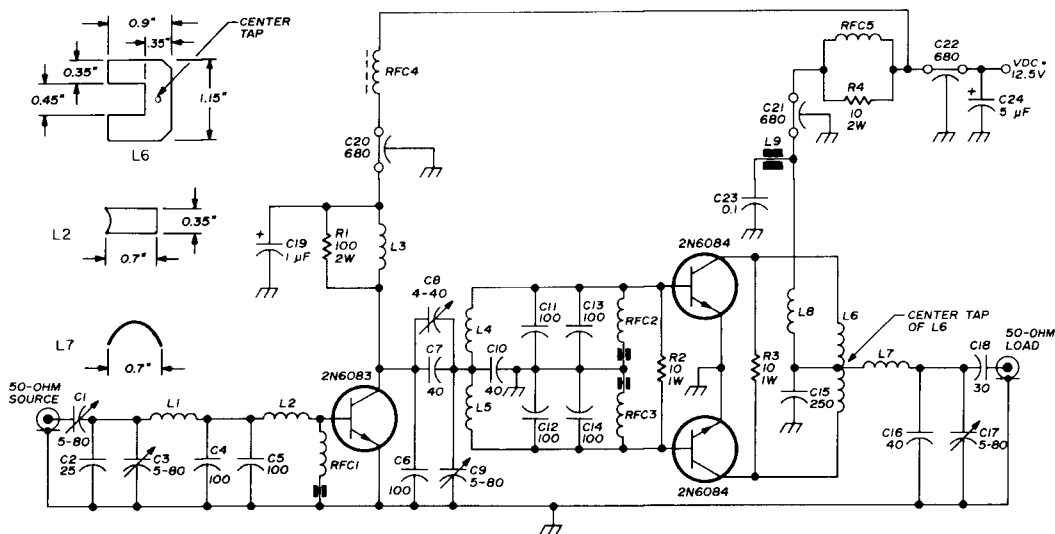 0.9"
CENTER
TAP
.35"
0.35"
0.45"
1.15"
L6
L2
0.35"
0.7"
L7
0.7"
RFC4
C20
680
C19
1 µF
R1
100
2W
L3
RFC5
R4
10
2W
C22
680
VDC
12.5V
C24
5 µF
C21
680
L9
C23
0.1
50-OHM
SOURCE
C1
5-80
C2
25
C3
5-80
L1
C4
100
C5
100
L2
RFC1
2N6083
C6
100
C8
4-40
C7
40
C9
5-80
C10
40
L4
L5
C11
100
C13
100
C12
100
C14
100
RFC2
RFC3
R2
10
1W
2N6084
2N6084
R3
10
1W
L8
C15
250
L6
CENTER TAP
OF L6
L7
C16
40
C17
5-80
C18
30
50-OHM
LOAD